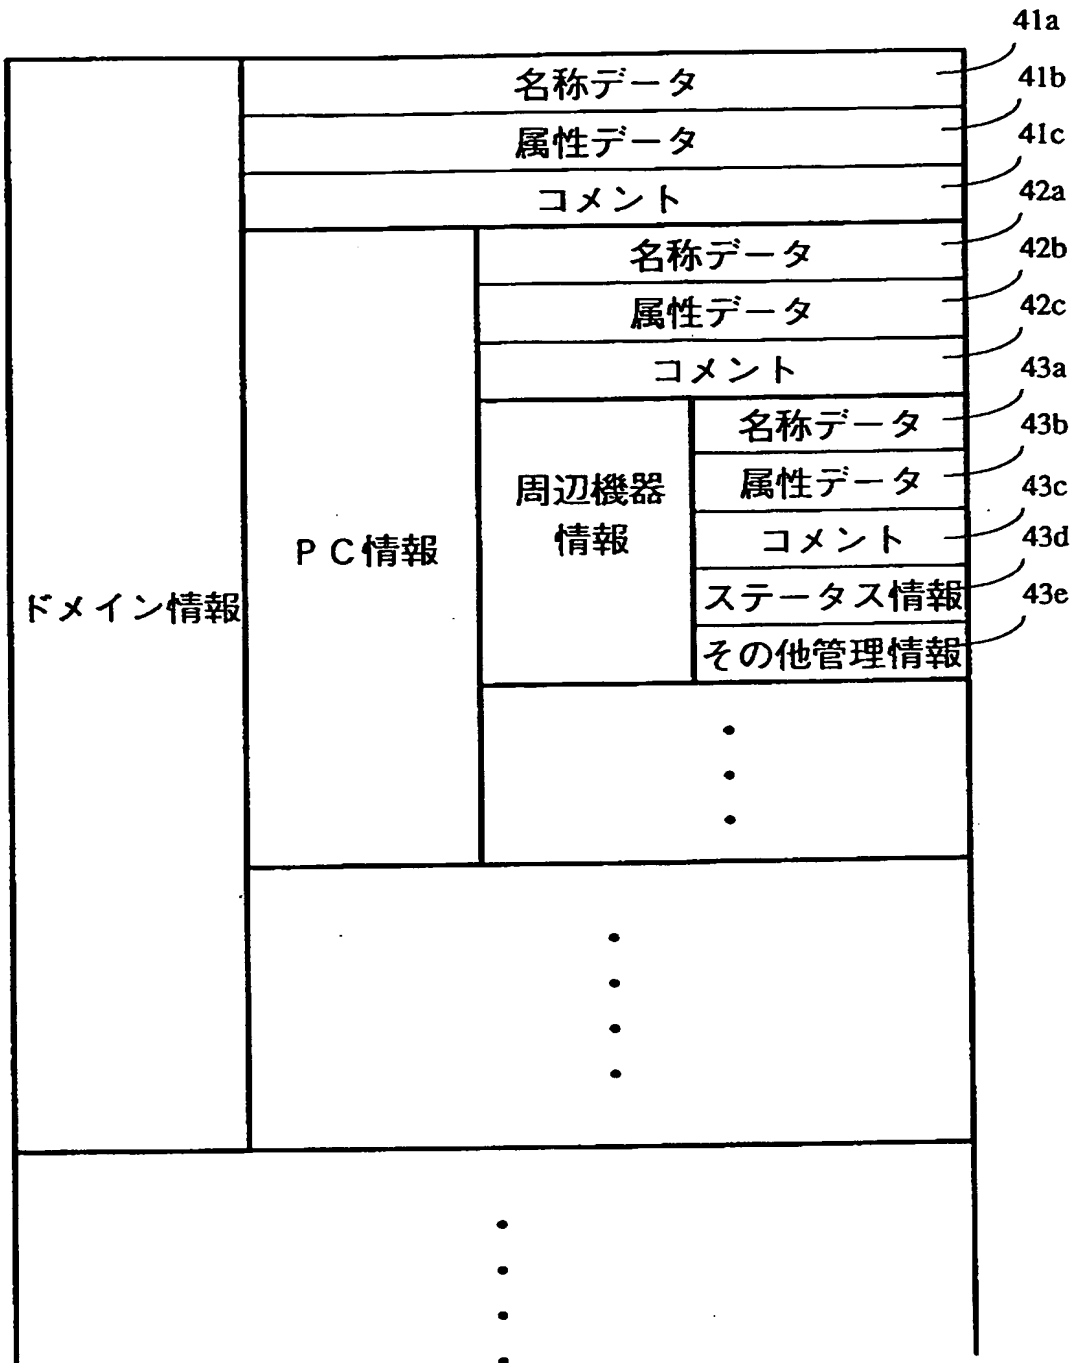 41a
名称データ
41b
属性データ
41c
コメント
42a
名称データ
42b
属性データ
42c
コメント
43a
名称データ
43b
属性データ
周辺機器
情報
43c
コメント
43d
PC情報
ステータス情報
43e
ドメイン情報
その他管理情報